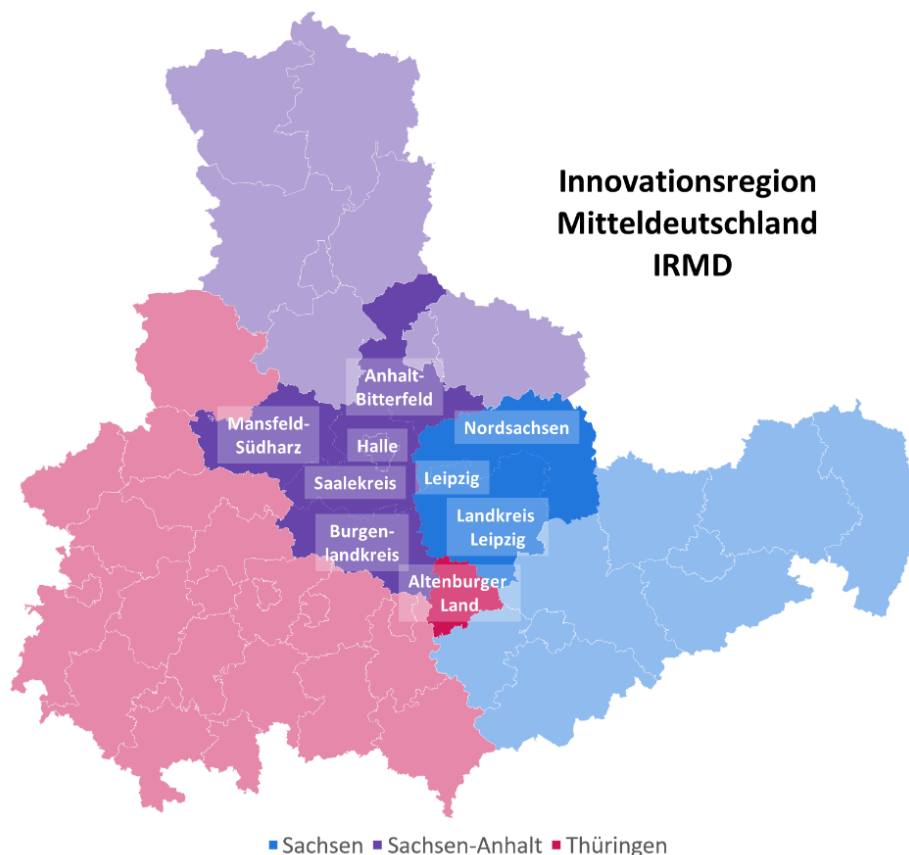 Innovationsregion
Mitteldeutschland
IRMD
Anhalt-
Bitterfeld
Mansfeld-
Südharz
Halle
Nordsachsen
Saalekreis
Leipzig
Landkreis
Leipzig
Burgen-
landkreis
Altenburger
Land
Sachsen Sachsen-Anhalt Thüringen